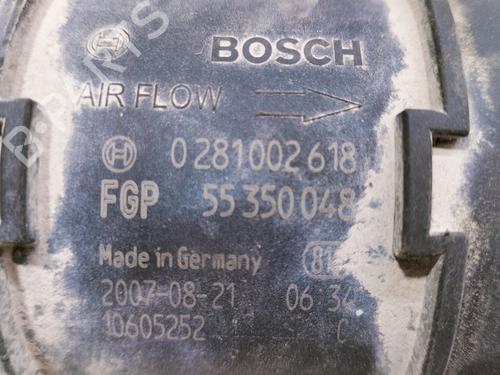 BOSCH
AIR FLOW
0 281 002 618
FGP 55 350 048
Made in Germany
2007-08-21 06 34
10605252 C